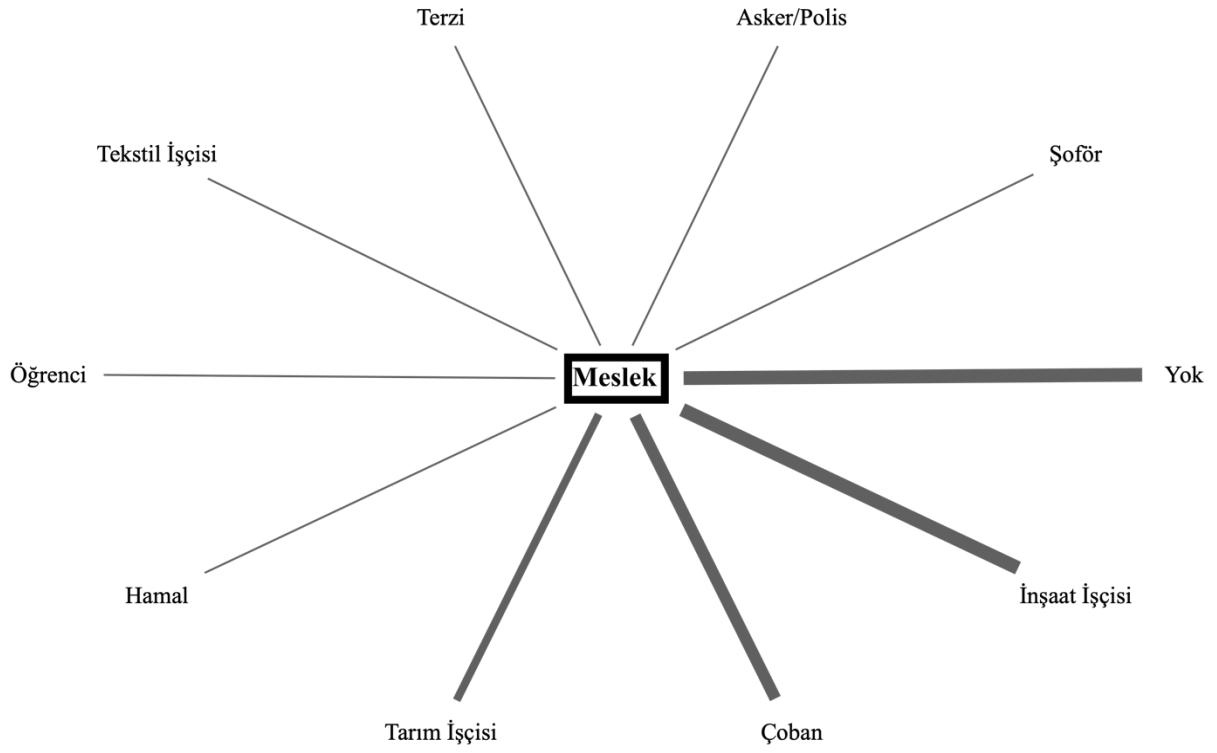 Terzi
Asker/Polis
Tekstil İşçisi
Şoför
Öğrenci
Meslek
Yok
Hamal
İnşaat İşçisi
Tarım İşçisi
Çoban